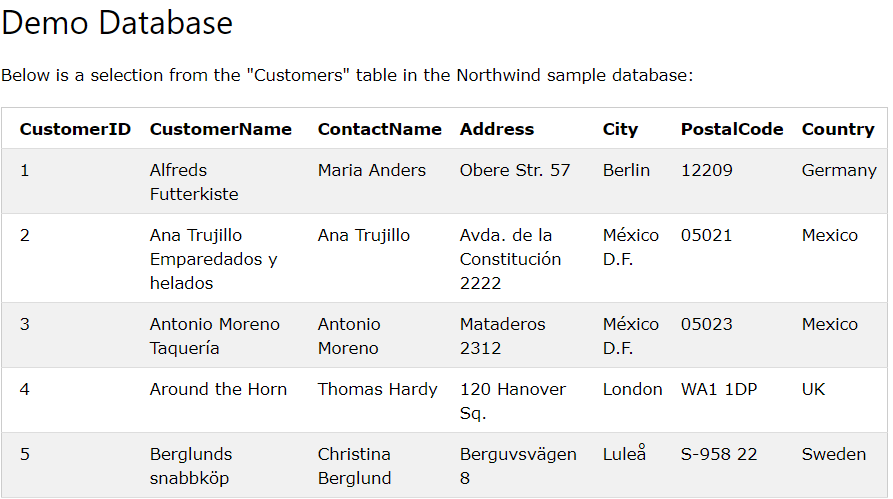 Demo Database
Below is a selection from the "Customers" table in the Northwind sample database:
CustomerID CustomerName ContactName Address City PostalCode Country
1 Alfreds Maria Anders Obere Str. 57 Berlin 12209 Germany
Futterkiste
2 Ana Trujillo Ana Trujillo Avda. de la México 05021 Mexico
Emparedados y Constitución D.F.
helados 2222
3 Antonio Moreno Antonio Mataderos México 05023 Mexico
Taquería Moreno 2312 D.F.
4 Around the Horn Thomas Hardy 120 Hanover London WA1 1DP UK
Sq.
5 Berglunds Christina Berguvsvägen Luleå S-958 22 Sweden
snabbköp Berglund 8